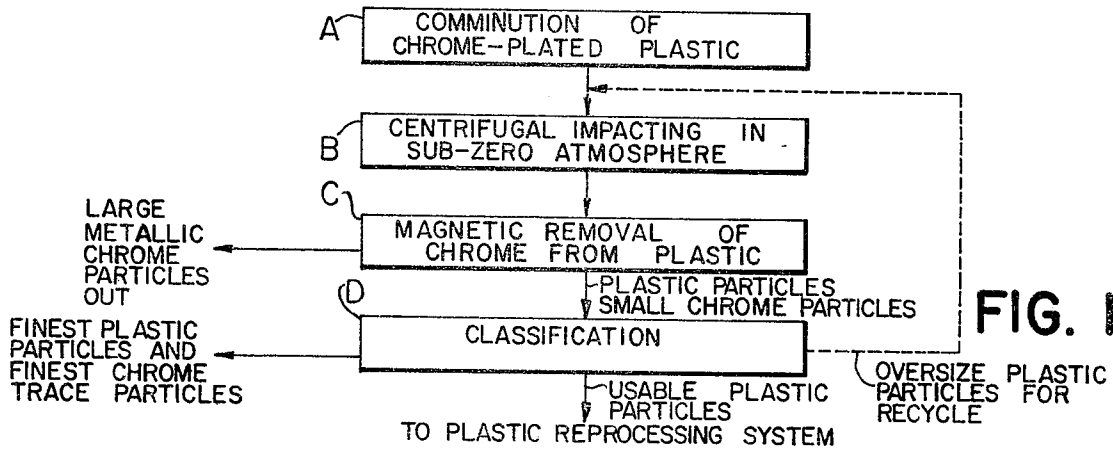 A
COMMINUTION OF
CHROME-PLATED PLASTIC
B
CENTRIFUGAL IMPACTING IN
SUB-ZERO ATMOSPHERE
C
MAGNETIC REMOVAL OF
CHROME FROM PLASTIC
LARGE
METALLIC
CHROME
PARTICLES
OUT
PLASTIC PARTICLES
SMALL CHROME PARTICLES
D
CLASSIFICATION
FINEST PLASTIC
PARTICLES AND
FINEST CHROME
TRACE PARTICLES
FIG. 1
OVERSIZE PLASTIC
PARTICLES FOR
RECYCLE
USABLE PLASTIC
PARTICLES
TO PLASTIC REPROCESSING SYSTEM